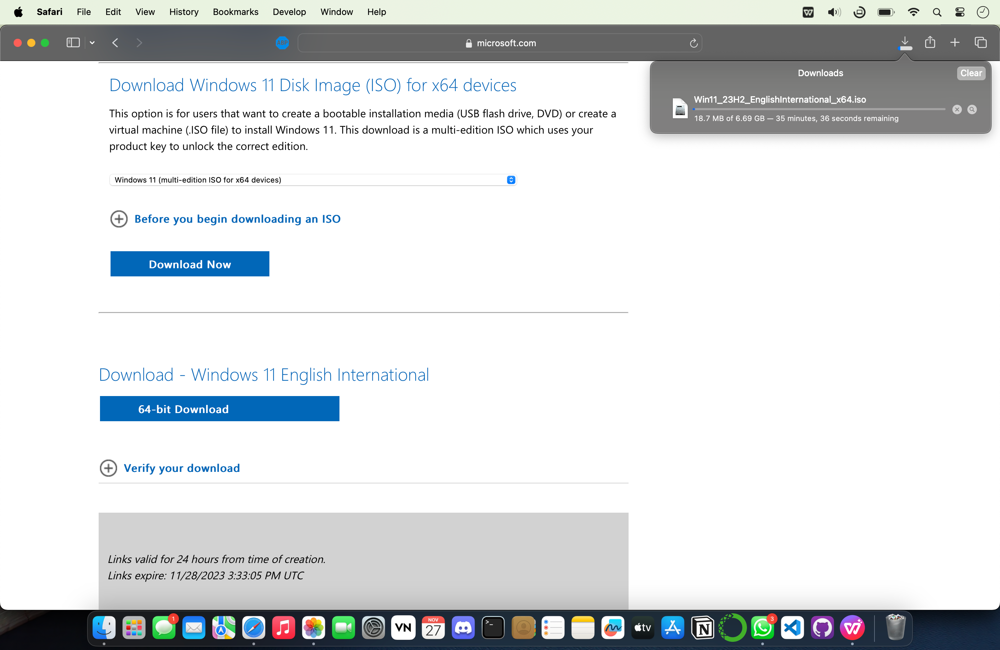 Safari File Edit View History Bookmarks Develop Window Help
ABP
microsoft.com
Downloads
Clear
Win11_23H2_EnglishInternational_x64.iso
18.7 MB of 6.69 GB — 35 minutes, 36 seconds remaining
Download Windows 11 Disk Image (ISO) for x64 devices
This option is for users that want to create a bootable installation media (USB flash drive, DVD) or create a
virtual machine (.ISO file) to install Windows 11. This download is a multi-edition ISO which uses your
product key to unlock the correct edition.
Windows 11 (multi-edition ISO for x64 devices)
Before you begin downloading an ISO
Download Now
Download - Windows 11 English International
64-bit Download
Verify your download
Links valid for 24 hours from time of creation.
Links expire: 11/28/2023 3:33:05 PM UTC
1
VN
NOV
27
tv
N
3